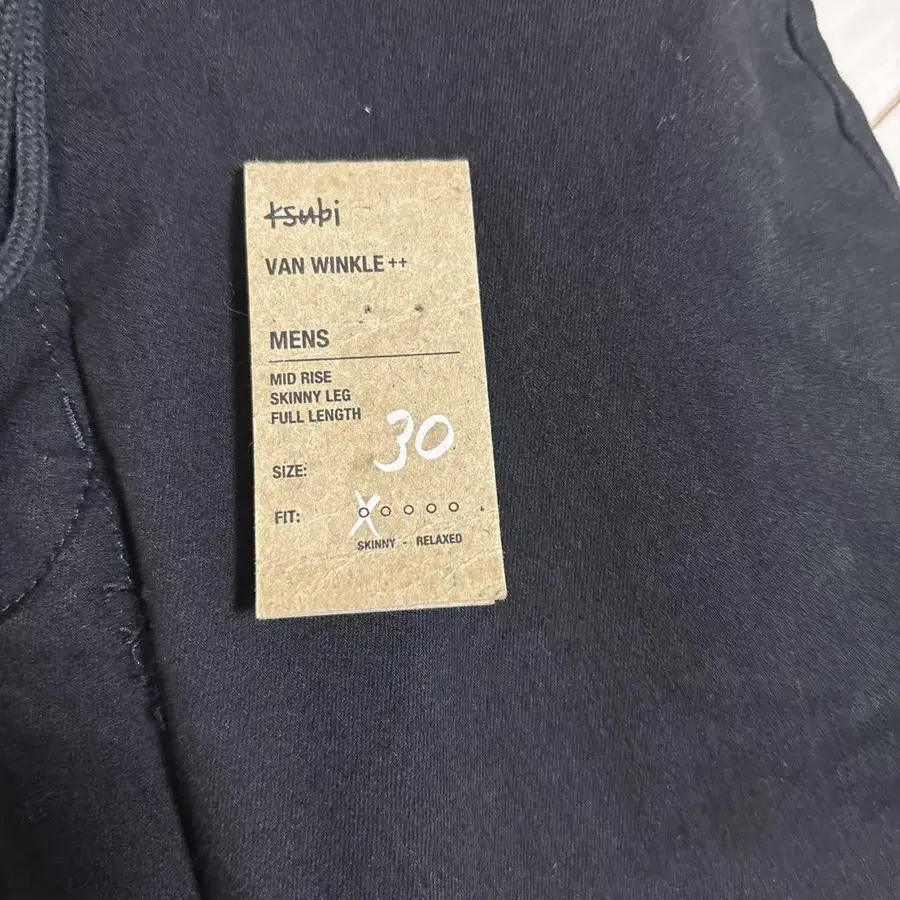 ksubi
VAN WINKLE ++
MENS
MID RISE
SKINNY LEG
FULL LENGTH
SIZE: 30
FIT: X
SKINNY - RELAXED